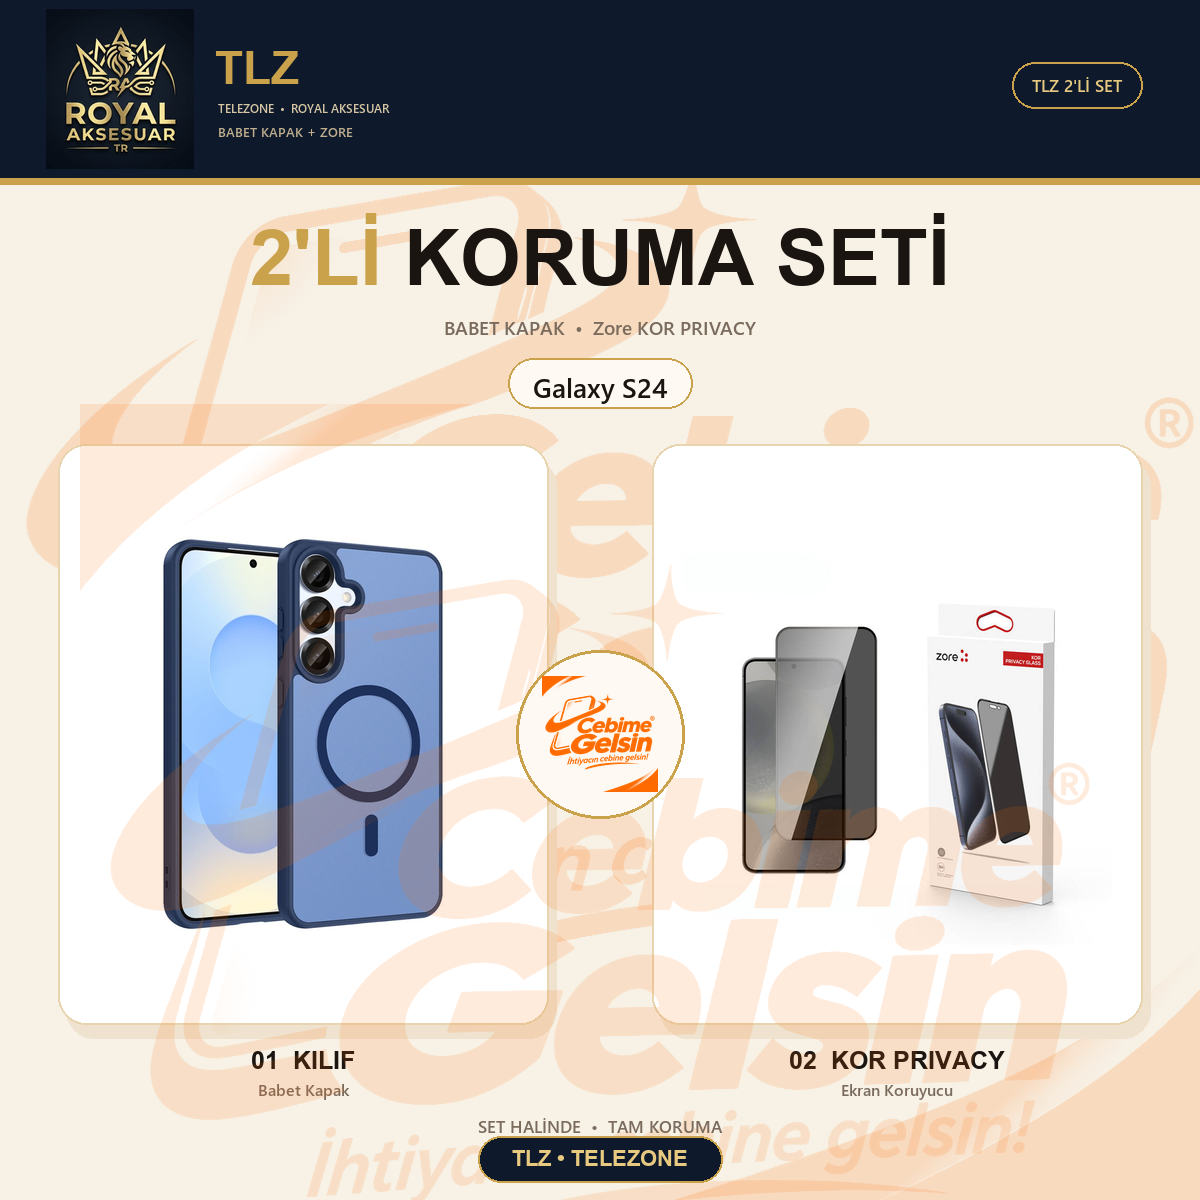 RA
ROYAL
AKSESUAR
TR
TLZ
TELEZONE • ROYAL AKSESUAR
BABET KAPAK + ZORE
TLZ 2'Lİ SET
2'Lİ KORUMA SETİ
BABET KAPAK • Zore KOR PRIVACY
Galaxy S24
Cebime®
Gelsin
İhtiyacın cebine gelsin!
zore
KOR
PRIVACY GLASS
Cebime®
Gelsin
01 KILIF
Babet Kapak
02 KOR PRIVACY
Ekran Koruyucu
SET HALİNDE • TAM KORUMA
TLZ • TELEZONE